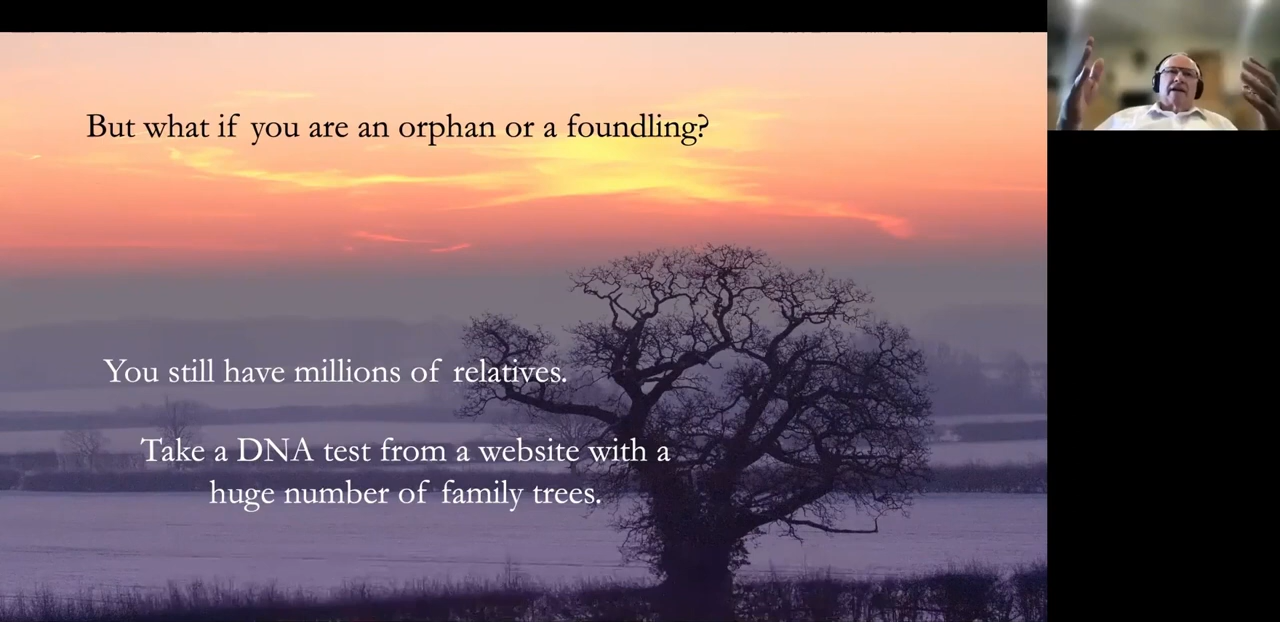 But what if you are an orphan or a foundling?
You still have millions of relatives.
Take a DNA test from a website with a
huge number of family trees.